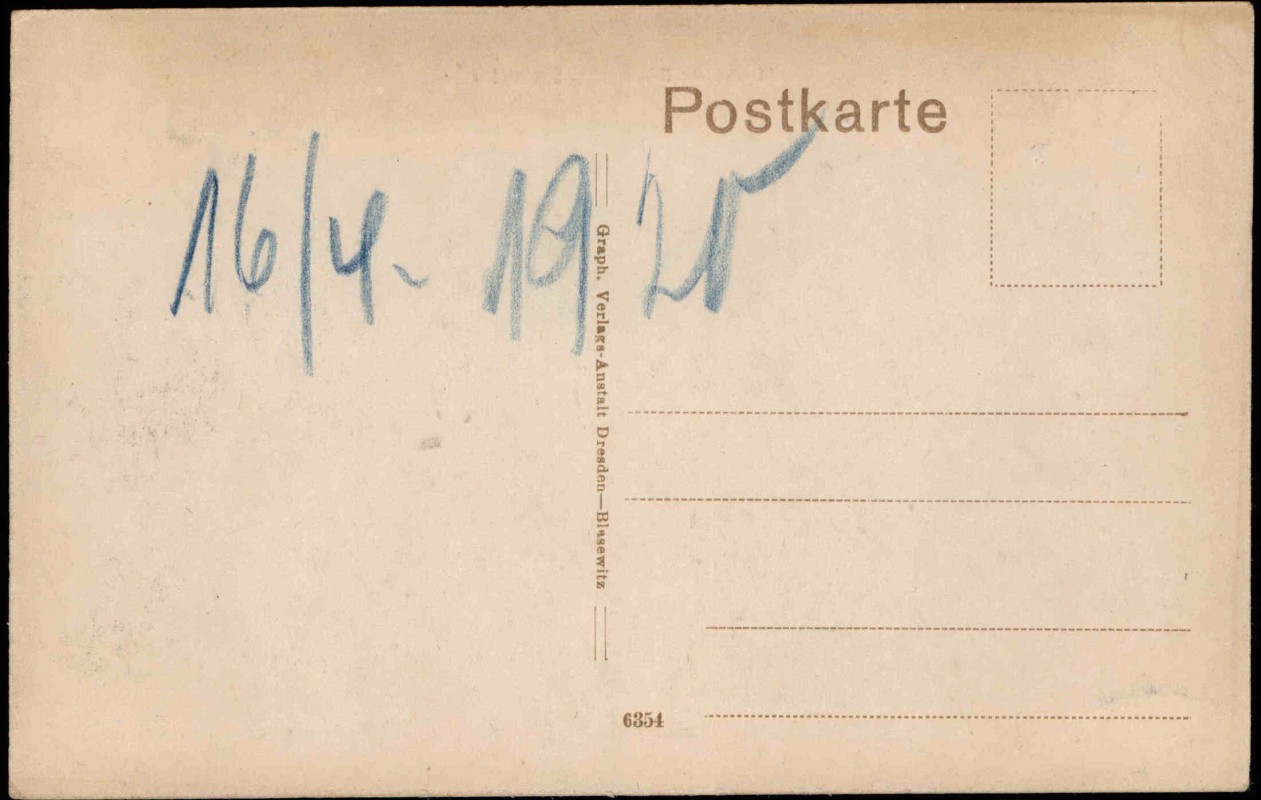 Postkarte
16/4. 1925
Graph. Verlags-Anstalt Dresden—Blasewitz
6354